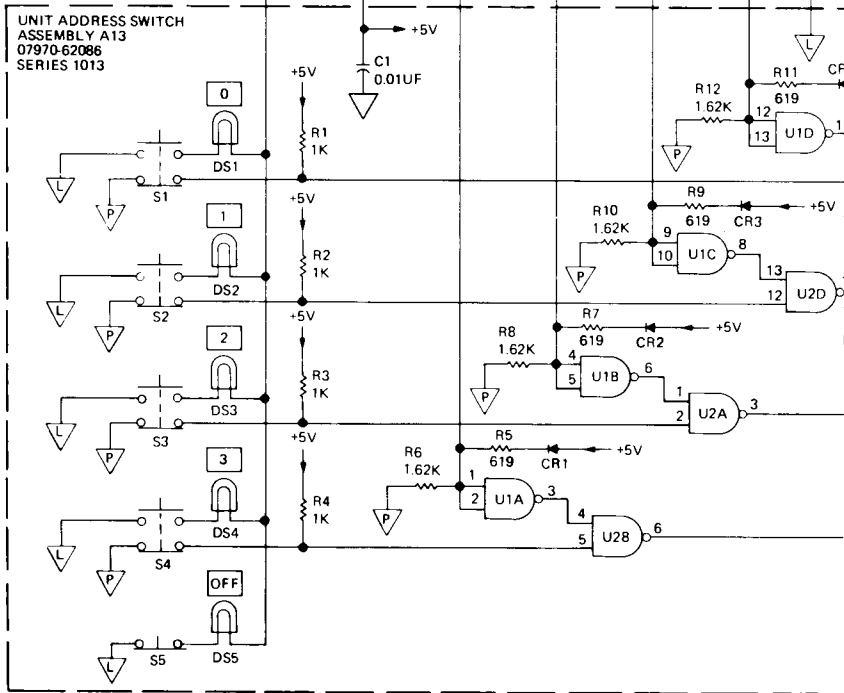 UNIT ADDRESS SWITCH
ASSEMBLY A13
07970-62086
SERIES 1013
+5V
C1
0.01UF
L
R11
CR
619
R12
1.62K
12
13
U1D
1
P
0
+5V
R1
1K
DS1
L
P
S1
R9
619
CR3
+5V
R10
1.62K
9
10
U1C
8
P
13
12
U2D
1
+5V
R2
1K
DS2
L
P
S2
R7
619
CR2
+5V
R8
1.62K
4
5
U1B
6
P
1
2
U2A
3
2
+5V
R3
1K
DS3
L
P
S3
R5
619
CR1
+5V
R6
1.62K
1
2
U1A
3
P
4
5
U2B
6
3
+5V
R4
1K
DS4
L
P
S4
OFF
DS5
L
S5